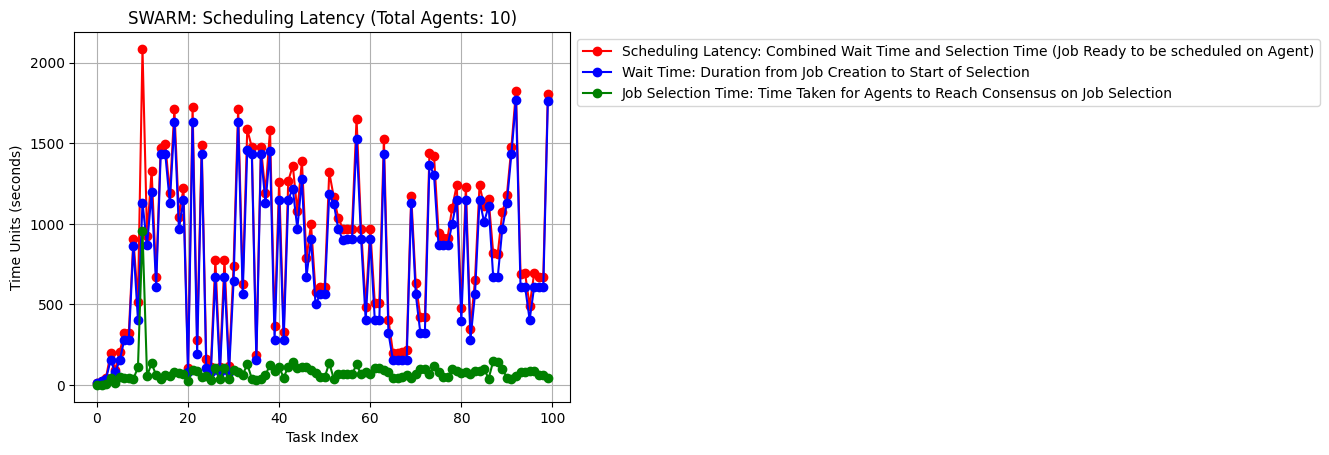 SWARM: Scheduling Latency (Total Agents: 10)
Scheduling Latency: Combined Wait Time and Selection Time (Job Ready to be scheduled on Agent)
Wait Time: Duration from Job Creation to Start of Selection
Job Selection Time: Time Taken for Agents to Reach Consensus on Job Selection
Time Units (seconds)
2000
1500
1000
500
0
0 20 40 60 80 100
Task Index